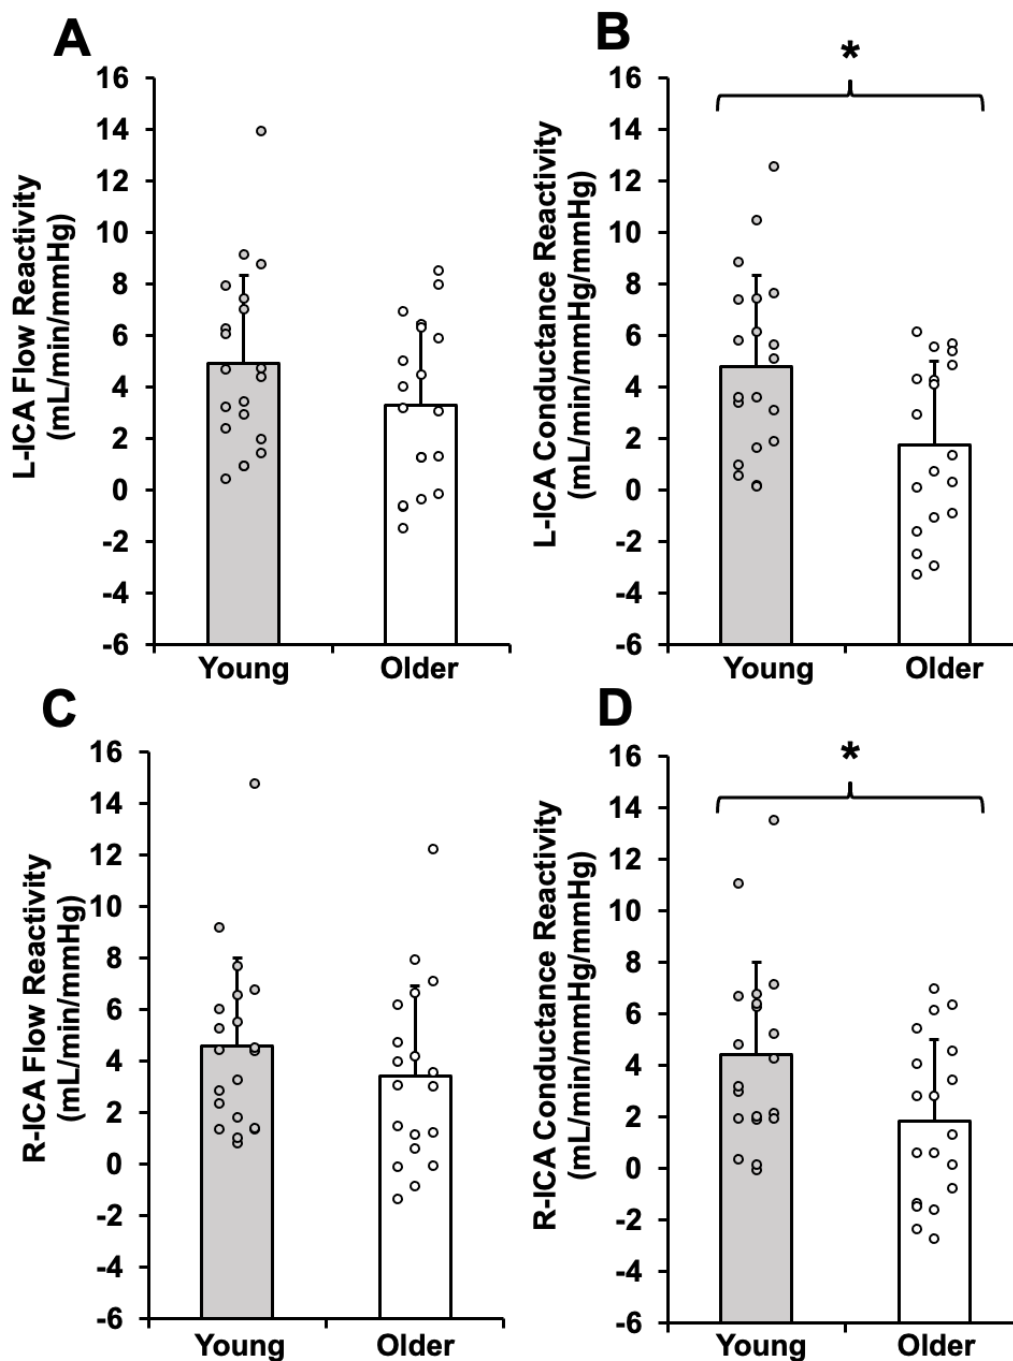 A
L-ICA Flow Reactivity
(mL/min/mmHg)
16
14
12
10
8
6
4
2
0
-2
-4
-6
Young
Older
B
*
L-ICA Conductance Reactivity
(mL/min/mmHg/mmHg)
16
14
12
10
8
6
4
2
0
-2
-4
-6
Young
Older
C
R-ICA Flow Reactivity
(mL/min/mmHg)
16
14
12
10
8
6
4
2
0
-2
-4
-6
Young
Older
D
*
R-ICA Conductance Reactivity
(mL/min/mmHg/mmHg)
16
14
12
10
8
6
4
2
0
-2
-4
-6
Young
Older